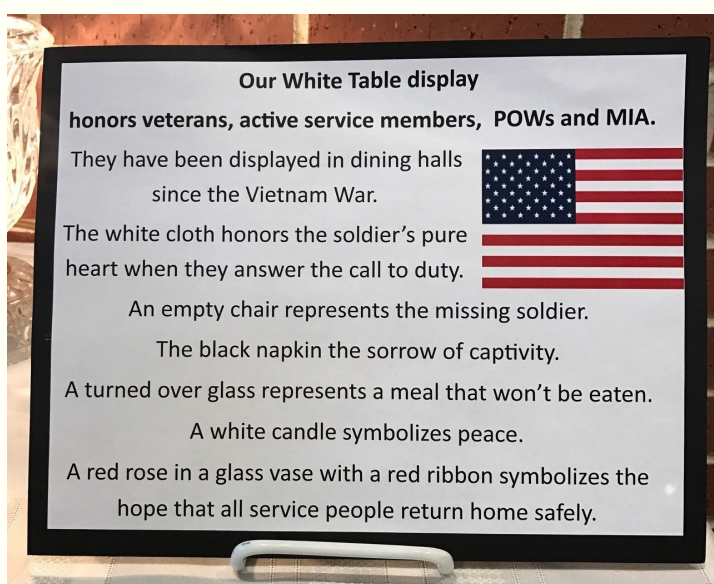 Our White Table display
honors veterans, active service members, POWs and MIA.
They have been displayed in dining halls
since the Vietnam War.
The white cloth honors the soldier's pure
heart when they answer the call to duty.
An empty chair represents the missing soldier.
The black napkin the sorrow of captivity.
A turned over glass represents a meal that won't be eaten.
A white candle symbolizes peace.
A red rose in a glass vase with a red ribbon symbolizes the
hope that all service people return home safely.